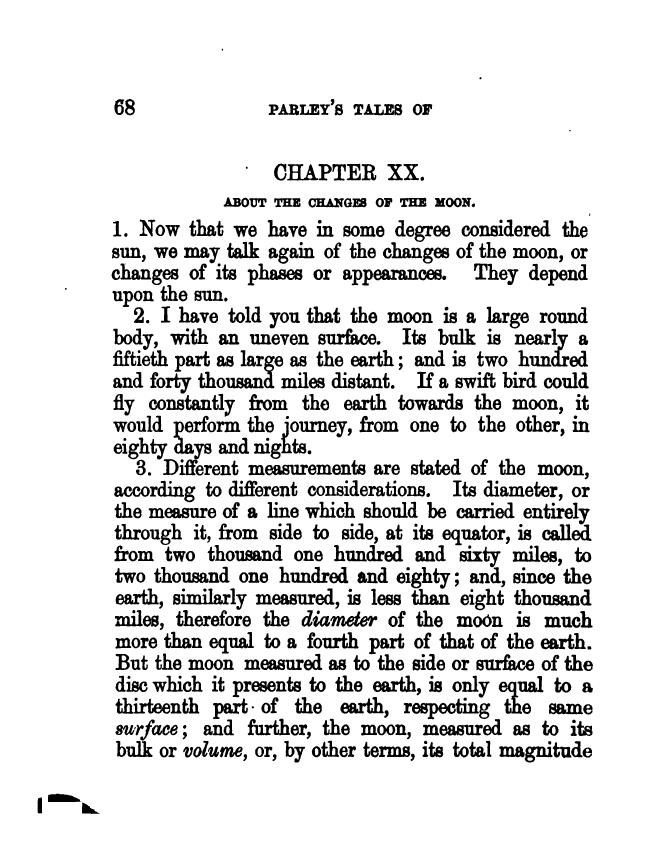 68 PARLEY'S TALES OF
CHAPTER XX.
ABOUT THE CHANGES OF THE MOON.
1. Now that we have in some degree considered the
sun, we may talk again of the changes of the moon, or
changes of its phases or appearances. They depend
upon the sun.
2. I have told you that the moon is a large round
body, with an uneven surface. Its bulk is nearly a
fiftieth part as large as the earth; and is two hundred
and forty thousand miles distant. If a swift bird could
fly constantly from the earth towards the moon, it
would perform the journey, from one to the other, in
eighty days and nights.
3. Different measurements are stated of the moon,
according to different considerations. Its diameter, or
the measure of a line which should be carried entirely
through it, from side to side, at its equator, is called
from two thousand one hundred and sixty miles, to
two thousand one hundred and eighty; and, since the
earth, similarly measured, is less than eight thousand
miles, therefore the diameter of the moon is much
more than equal to a fourth part of that of the earth.
But the moon measured as to the side or surface of the
disc which it presents to the earth, is only equal to a
thirteenth part of the earth, respecting the same
surface; and further, the moon, measured as to its
bulk or volume, or, by other terms, its total magnitude